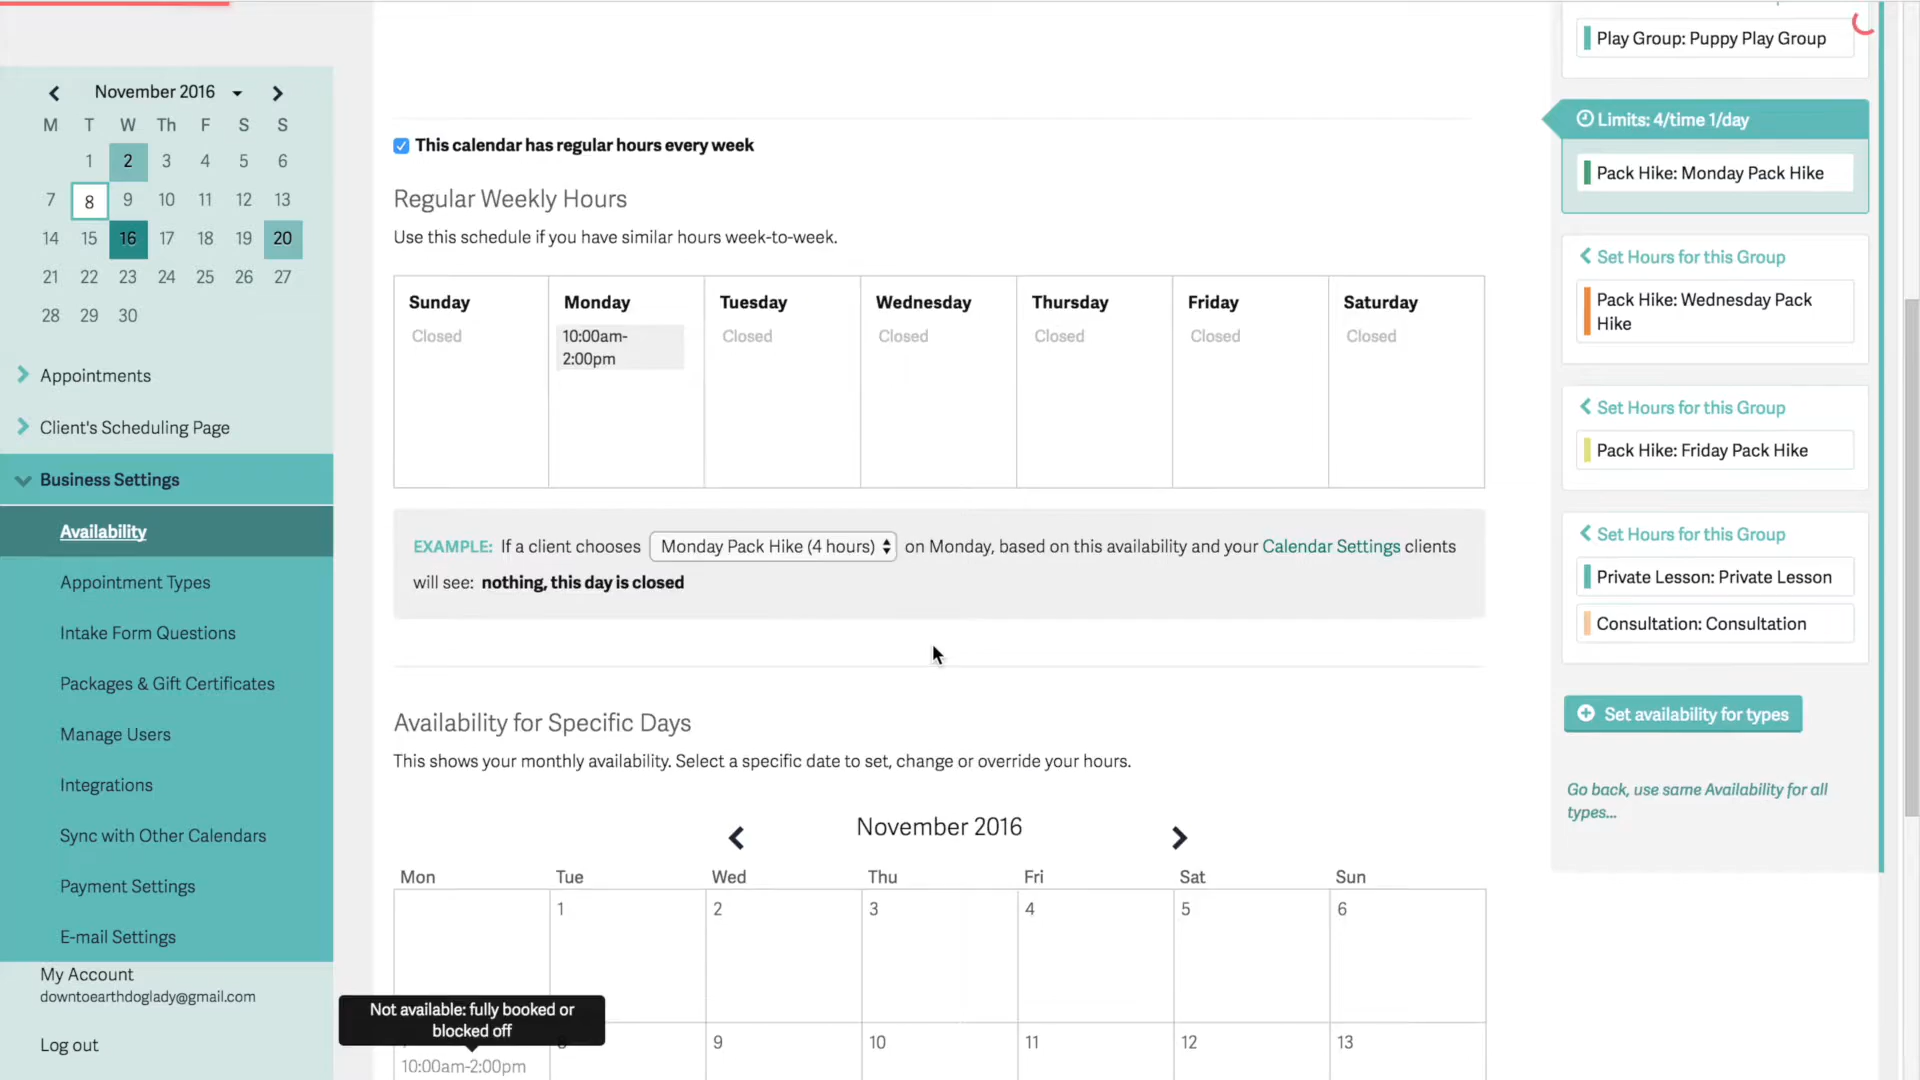 November 2016
M T W Th F S S
1 2 3 4 5 6
7 8 9 10 11 12 13
14 15 16 17 18 19 20
21 22 23 24 25 26 27
28 29 30
Appointments
Client's Scheduling Page
Business Settings
Availability
Appointment Types
Intake Form Questions
Packages & Gift Certificates
Manage Users
Integrations
Sync with Other Calendars
Payment Settings
E-mail Settings
My Account
downtoearthdoglady@gmail.com
Log out
This calendar has regular hours every week
Regular Weekly Hours
Use this schedule if you have similar hours week-to-week.
Sunday Monday Tuesday Wednesday Thursday Friday Saturday
Closed 10:00am- Closed Closed Closed Closed Closed
2:00pm
EXAMPLE: If a client chooses Monday Pack Hike (4 hours) on Monday, based on this availability and your Calendar Settings clients
will see: nothing, this day is closed
Availability for Specific Days
This shows your monthly availability. Select a specific date to set, change or override your hours.
November 2016
Mon Tue Wed Thu Fri Sat Sun
1 2 3 4 5 6
Not available: fully booked or
blocked off
8 9 10 11 12 13
10:00am-2:00pm
Play Group: Puppy Play Group
Limits: 4/time 1/day
Pack Hike: Monday Pack Hike
Set Hours for this Group
Pack Hike: Wednesday Pack
Hike
Set Hours for this Group
Pack Hike: Friday Pack Hike
Set Hours for this Group
Private Lesson: Private Lesson
Consultation: Consultation
Set availability for types
Go back, use same Availability for all
types...